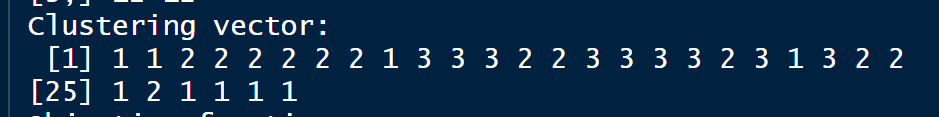 Clustering vector:
[1] 1 1 2 2 2 2 2 2 1 3 3 3 2 2 3 3 3 3 2 3 1 3 2 2
[25] 1 2 1 1 1 1